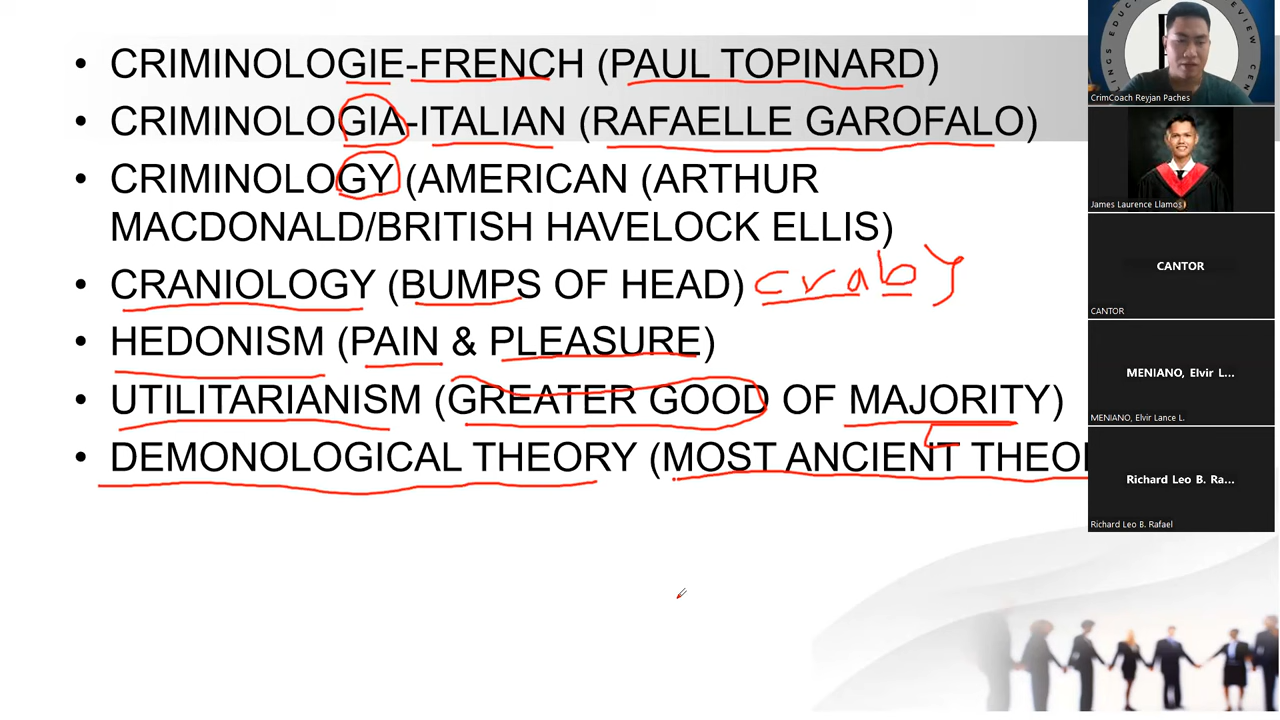 • CRIMINOLOGIE-FRENCH (PAUL TOPINARD)
• CRIMINOLOGIA-ITALIAN (RAFAELLE GAROFALO)
• CRIMINOLOGY (AMERICAN (ARTHUR
MACDONALD/BRITISH HAVELOCK ELLIS)
• CRANIOLOGY (BUMPS OF HEAD) craby
• HEDONISM (PAIN & PLEASURE)
• UTILITARIANISM (GREATER GOOD OF MAJORITY)
• DEMONOLOGICAL THEORY (MOST ANCIENT THEOR
CrimCoach Reyjan Paches
James Laurence Llamos
CANTOR
CANTOR
MENIANO, Elvir L...
MENIANO, Elvir Lance L.
Richard Leo B. Ra...
Richard Leo B. Rafael